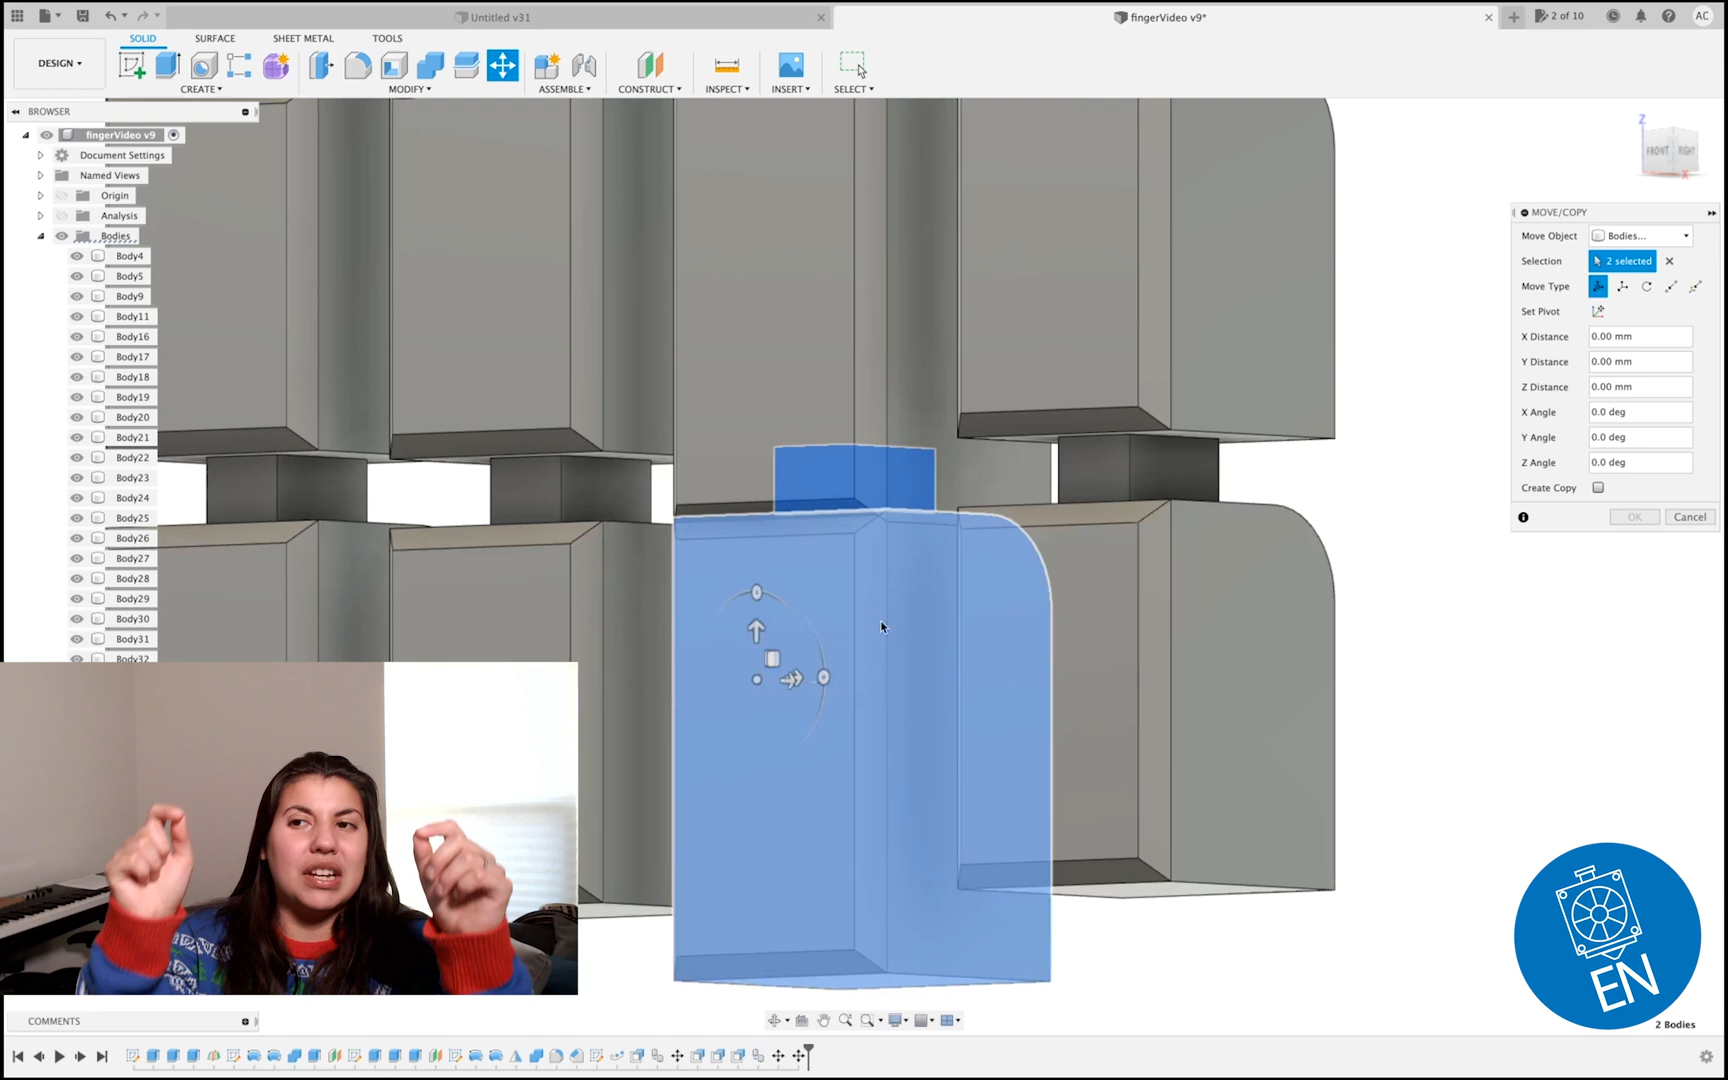 Untitled v31
fingerVideo v9*
2 of 10
AC
DESIGN
SOLID
SURFACE
SHEET METAL
TOOLS
CREATE
MODIFY
ASSEMBLE
CONSTRUCT
INSPECT
INSERT
SELECT
BROWSER
fingerVideo v9
Document Settings
Named Views
Origin
Analysis
Bodies
Body4
Body5
Body9
Body11
Body16
Body17
Body18
Body19
Body20
Body21
Body22
Body23
Body24
Body25
Body26
Body27
Body28
Body29
Body30
Body31
Body32
Z
FRONT
RIGHT
X
MOVE/COPY
Move Object
Bodies...
Selection
2 selected
Move Type
Set Pivot
X Distance
0.00 mm
Y Distance
0.00 mm
Z Distance
0.00 mm
X Angle
0.0 deg
Y Angle
0.0 deg
Z Angle
0.0 deg
Create Copy
OK
Cancel
EN
2 Bodies
COMMENTS